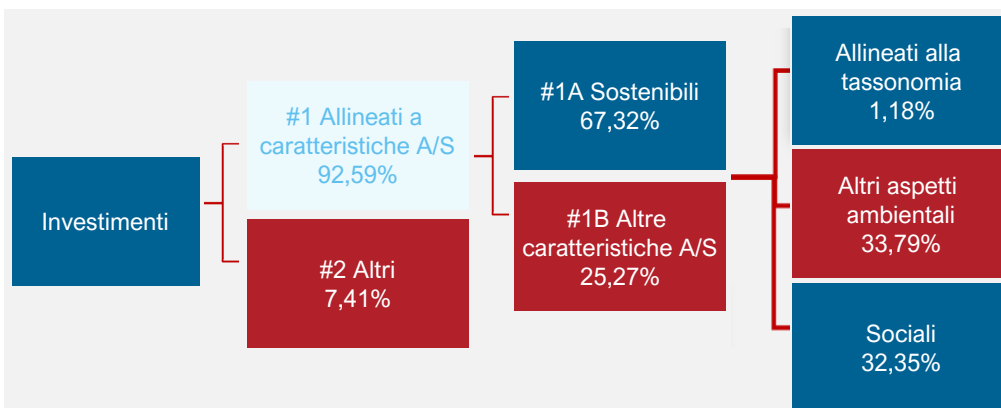 Investimenti
#1 Allineati a
caratteristiche A/S
92,59%
#2 Altri
7,41%
#1A Sostenibili
67,32%
#1B Altre
caratteristiche A/S
25,27%
Allineati alla
tassonomia
1,18%
Altri aspetti
ambientali
33,79%
Sociali
32,35%